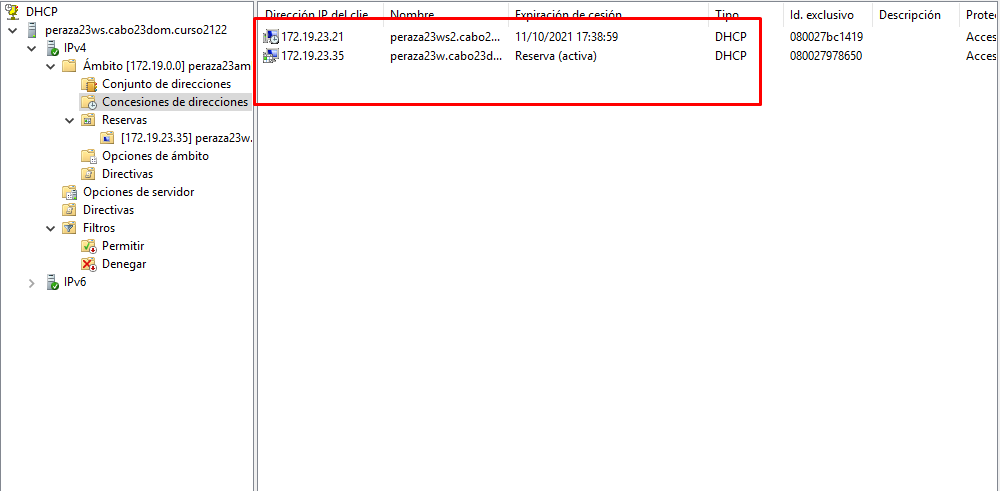 DHCP
peraza23ws.cabo23dom.curso2122
IPv4
Ámbito [172.19.0.0] peraza23am
Conjunto de direcciones
Concesiones de direcciones
Reservas
[172.19.23.35] peraza23w.
Opciones de ámbito
Directivas
Opciones de servidor
Directivas
Filtros
Permitir
Denegar
IPv6
Dirección IP del clie Nombre Expiración de cesión Tipo Id. exclusivo Descripción Protec
172.19.23.21 peraza23ws2.cabo2... 11/10/2021 17:38:59 DHCP 080027bc1419 Acces
172.19.23.35 peraza23w.cabo23d... Reserva (activa) DHCP 080027978650 Acces